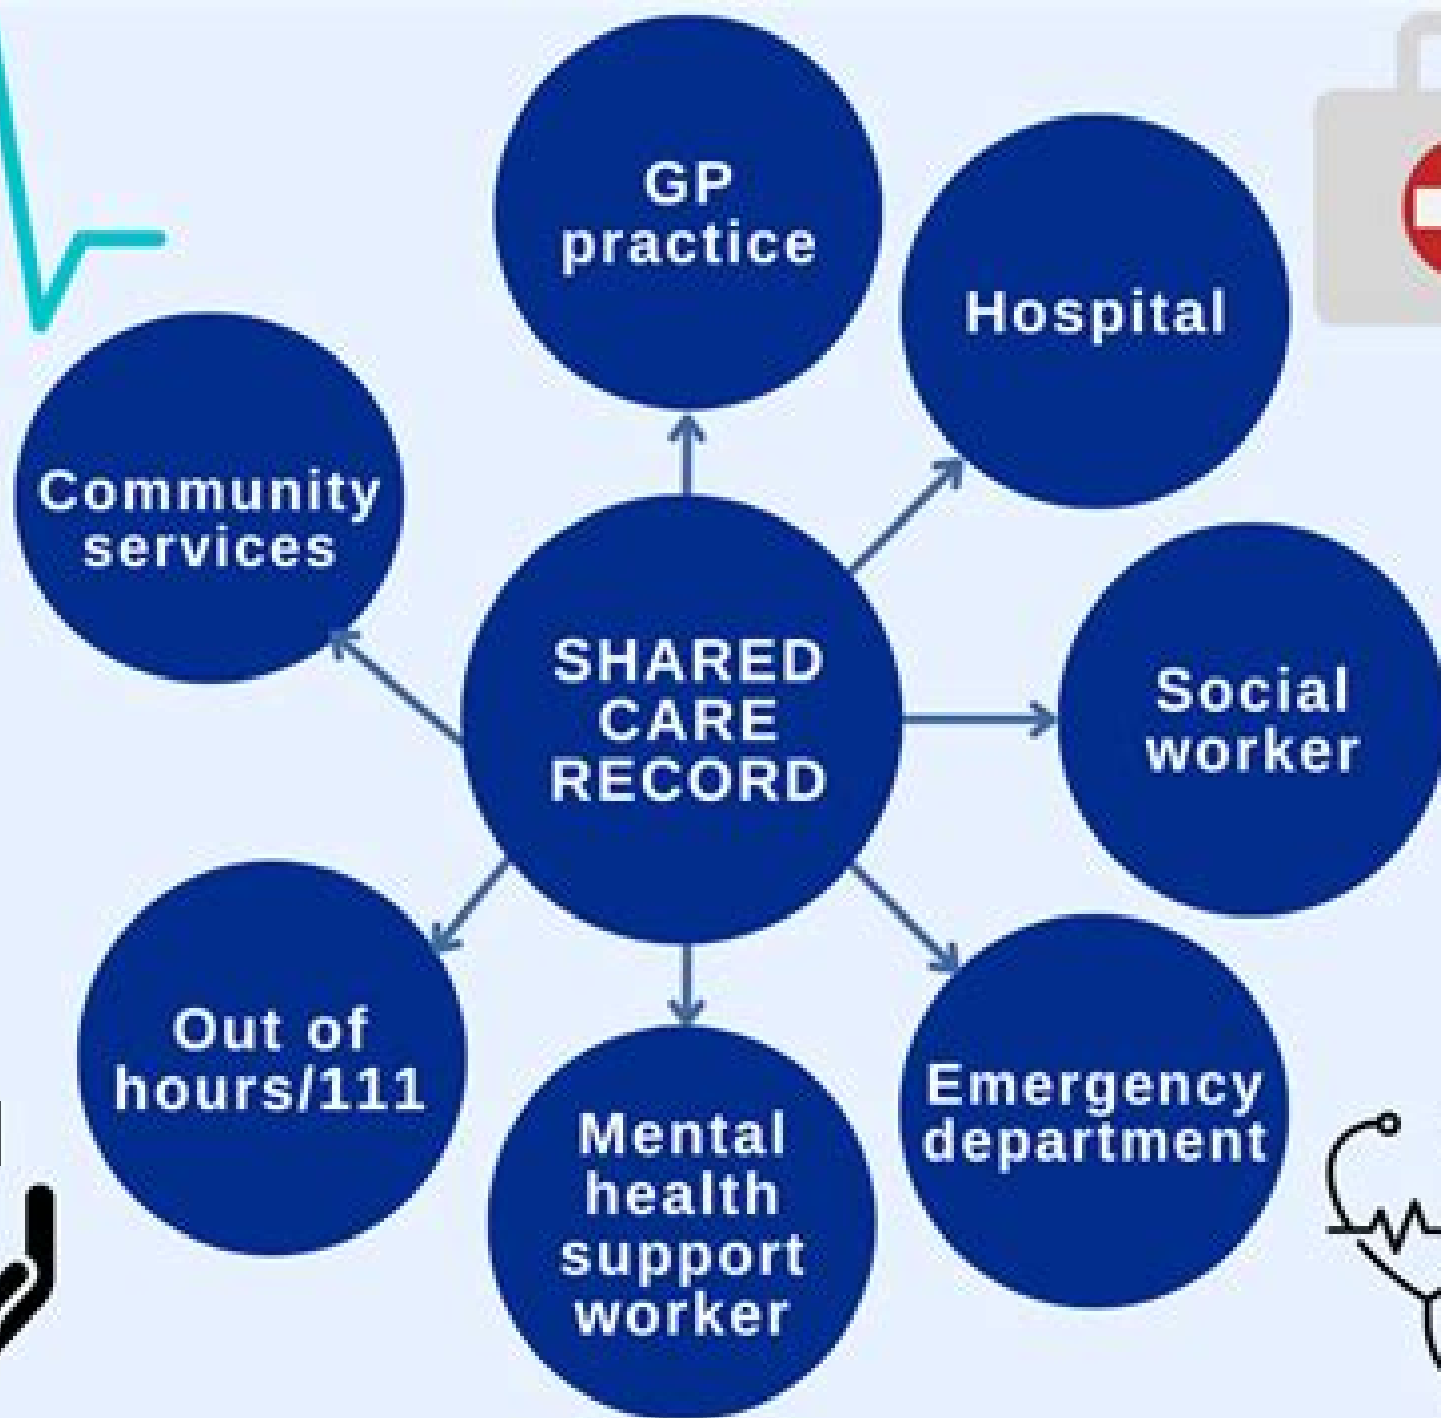 GP
practice
Hospital
Community
services
SHARED
CARE
RECORD
Social
worker
Out of
hours/111
Emergency
department
Mental
health
support
worker